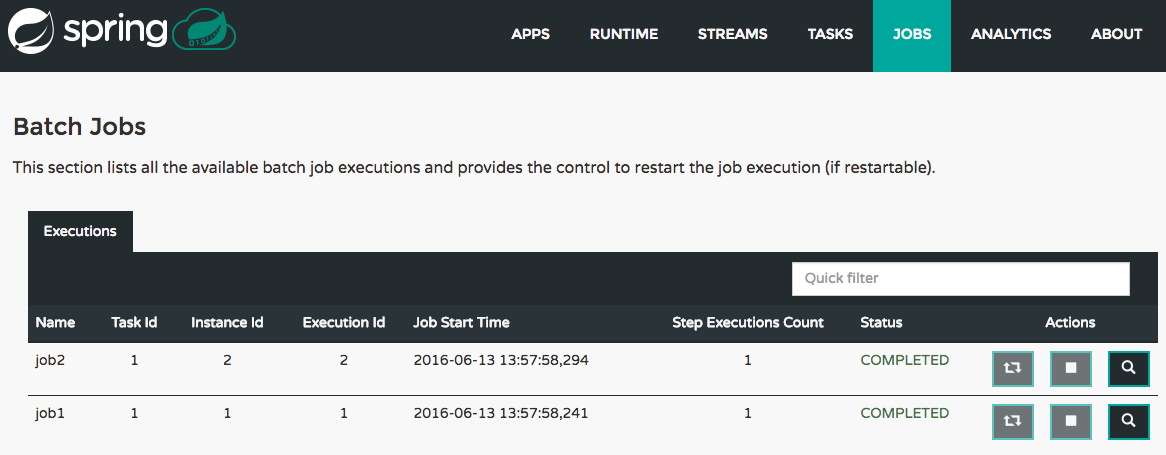 spring
APPS RUNTIME STREAMS TASKS JOBS ANALYTICS ABOUT
Batch Jobs
This section lists all the available batch job executions and provides the control to restart the job execution (if restartable).
Executions
Quick filter
Name Task Id Instance Id Execution Id Job Start Time Step Executions Count Status Actions
job2 1 2 2 2016-06-13 13:57:58,294 1 COMPLETED
job1 1 1 1 2016-06-13 13:57:58,241 1 COMPLETED